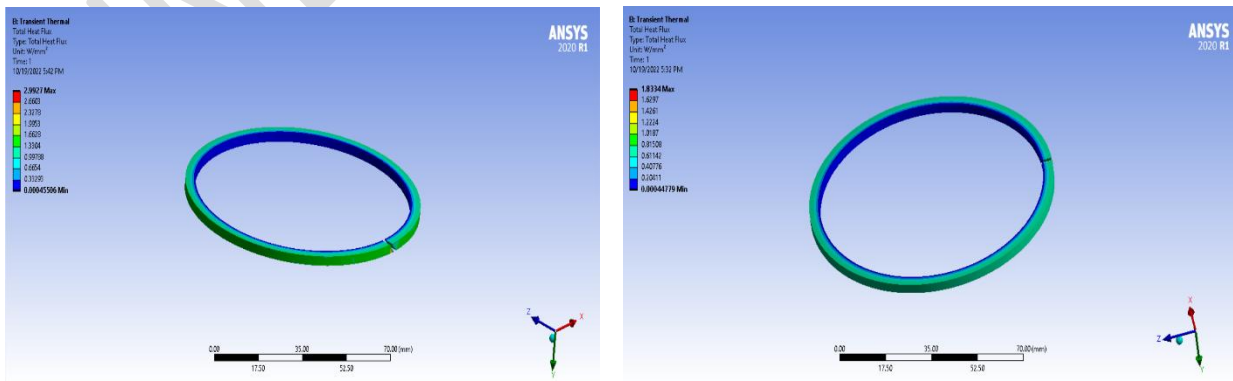 B: Transient Thermal
Total Heat Flux
Type: Total Heat Flux
Unit: W/mm²
Time: 1
10/19/2022 5:42 PM
2.9927 Max
2.6603
2.3278
1.9953
1.6628
1.3304
0.99788
0.6654
0.33295
0.00045506 Min
ANSYS
2020 R1
Z
X
Y
0.00
35.00
70.00 (mm)
17.50
52.50
B: Transient Thermal
Total Heat Flux
Type: Total Heat Flux
Unit: W/mm²
Time: 1
10/19/2022 5:32 PM
1.8334 Max
1.6297
1.4261
1.2224
1.0187
0.81508
0.61142
0.40776
0.20411
0.00044779 Min
ANSYS
2020 R1
X
Z
Y
0.00
35.00
70.00 (mm)
17.50
52.50